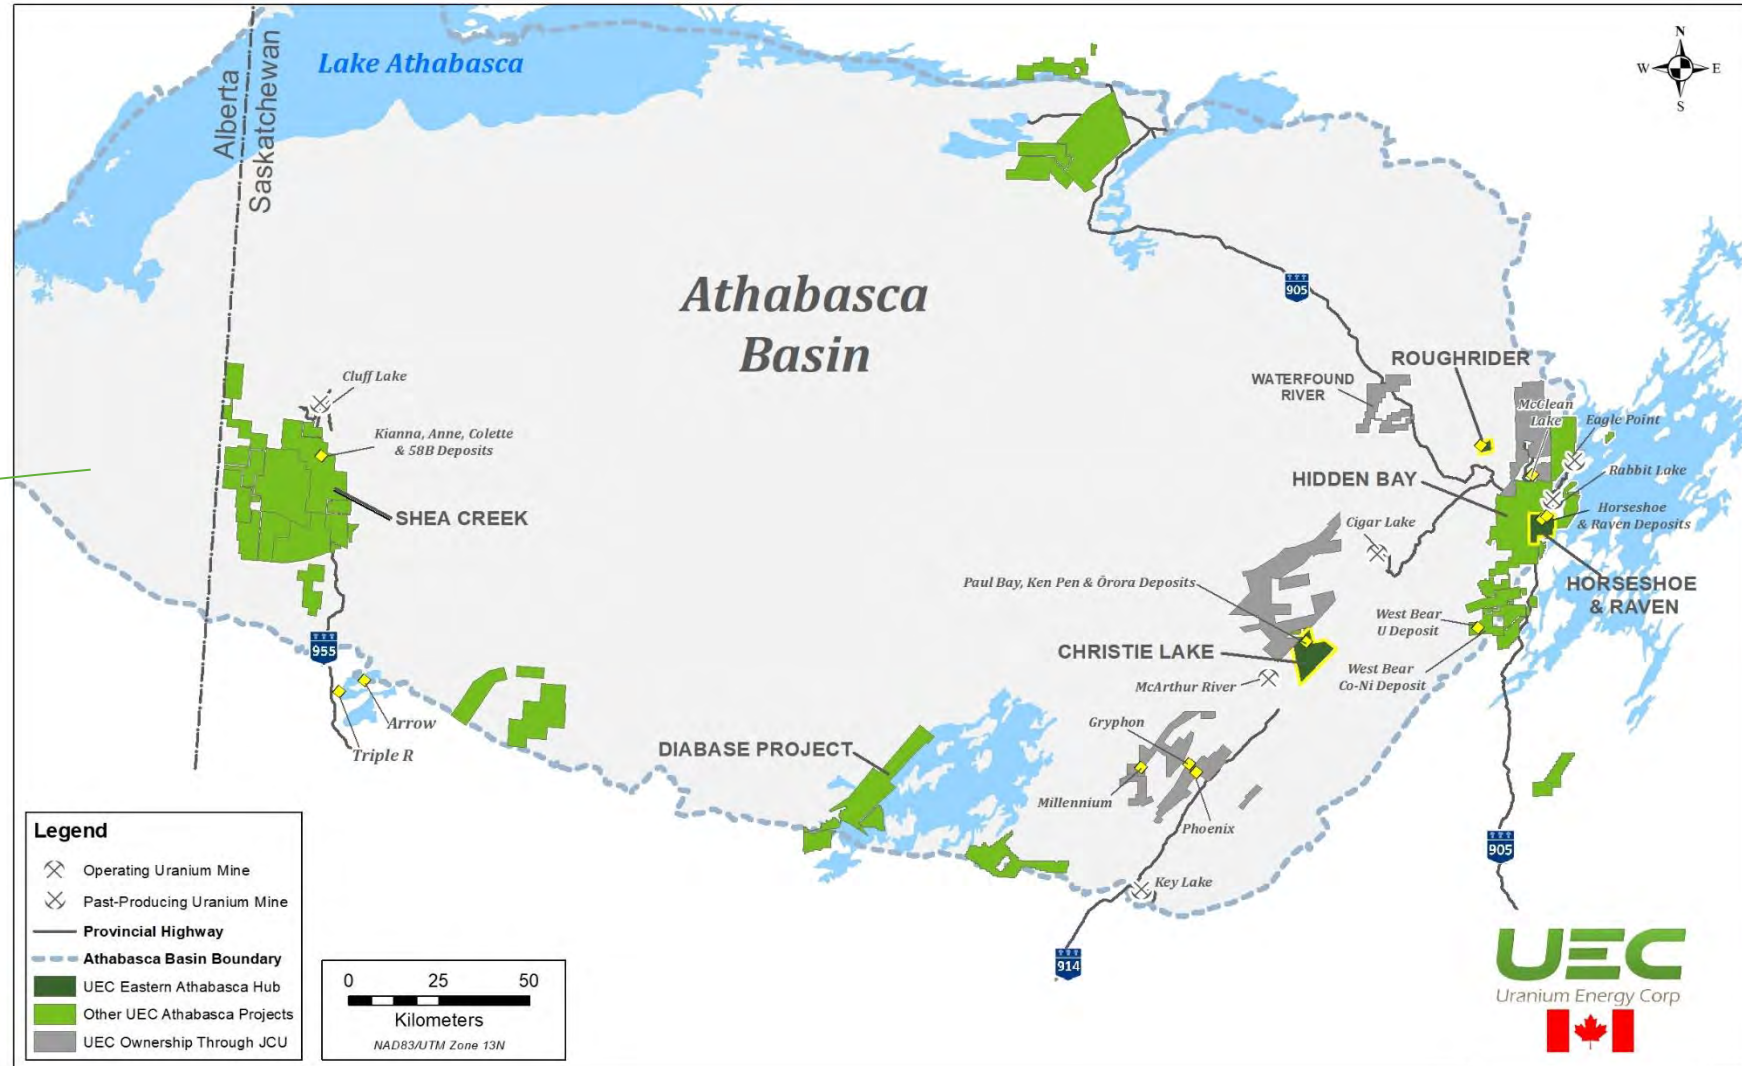 Lake Athabasca
Alberta
Saskatchewan
N
W
E
S
Athabasca
Basin
905
ROUGHRIDER
WATERFOUND
RIVER
McClean
Lake
Eagle Point
Cluff Lake
Kianna, Anne, Colette
& 58B Deposits
Rabbit Lake
HIDDEN BAY
Horseshoe
& Raven Deposits
SHEA CREEK
Cigar Lake
Paul Bay, Ken Pen & Ōrora Deposits
HORSESHOE
& RAVEN
West Bear
U Deposit
955
CHRISTIE LAKE
West Bear
Co-Ni Deposit
McArthur River
Arrow
Triple R
Gryphon
DIABASE PROJECT
Millennium
Phoenix
905
Key Lake
914
Legend
Operating Uranium Mine
Past-Producing Uranium Mine
Provincial Highway
Athabasca Basin Boundary
UEC Eastern Athabasca Hub
Other UEC Athabasca Projects
UEC Ownership Through JCU
0 25 50
Kilometers
NAD83/UTM Zone 13N
UEC
Uranium Energy Corp